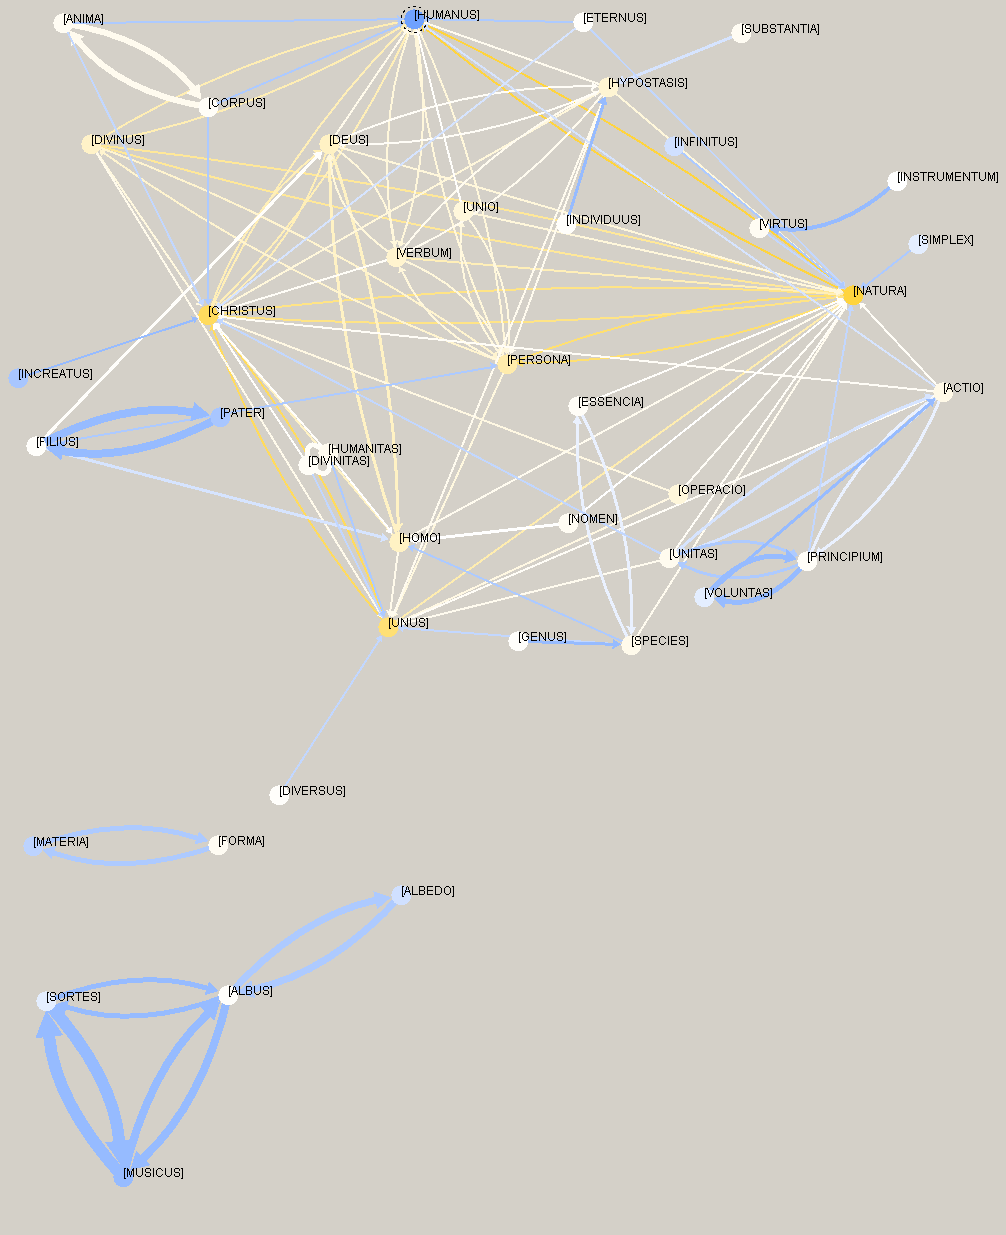 [HUMANUS]
[ANIMA]
[ETERNUS]
[SUBSTANTIA]
[HYPOSTASIS]
[CORPUS]
[DIVINUS]
[DEUS]
[INFINITUS]
[INSTRUMENTUM]
[UNIO]
[INDIVIDUUS]
[VIRTUS]
[SIMPLEX]
[VERBUM]
[NATURA]
[CHRISTUS]
[PERSONA]
[INCREATUS]
[ACTIO]
[ESSENCIA]
[PATER]
[FILIUS]
[HUMANITAS]
[DIVINITAS]
[OPERACIO]
[NOMEN]
[HOMO]
[UNITAS]
[PRINCIPIUM]
[VOLUNTAS]
[UNUS]
[GENUS]
[SPECIES]
[DIVERSUS]
[MATERIA]
[FORMA]
[ALBEDO]
[SORTES]
[ALBUS]
[MUSICUS]